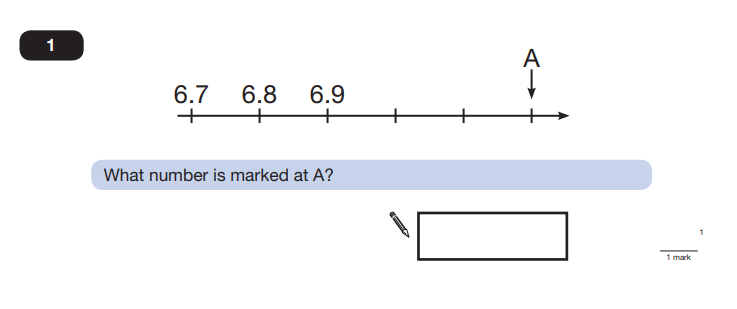 1
A
6.7 6.8 6.9
What number is marked at A?
1
1 mark